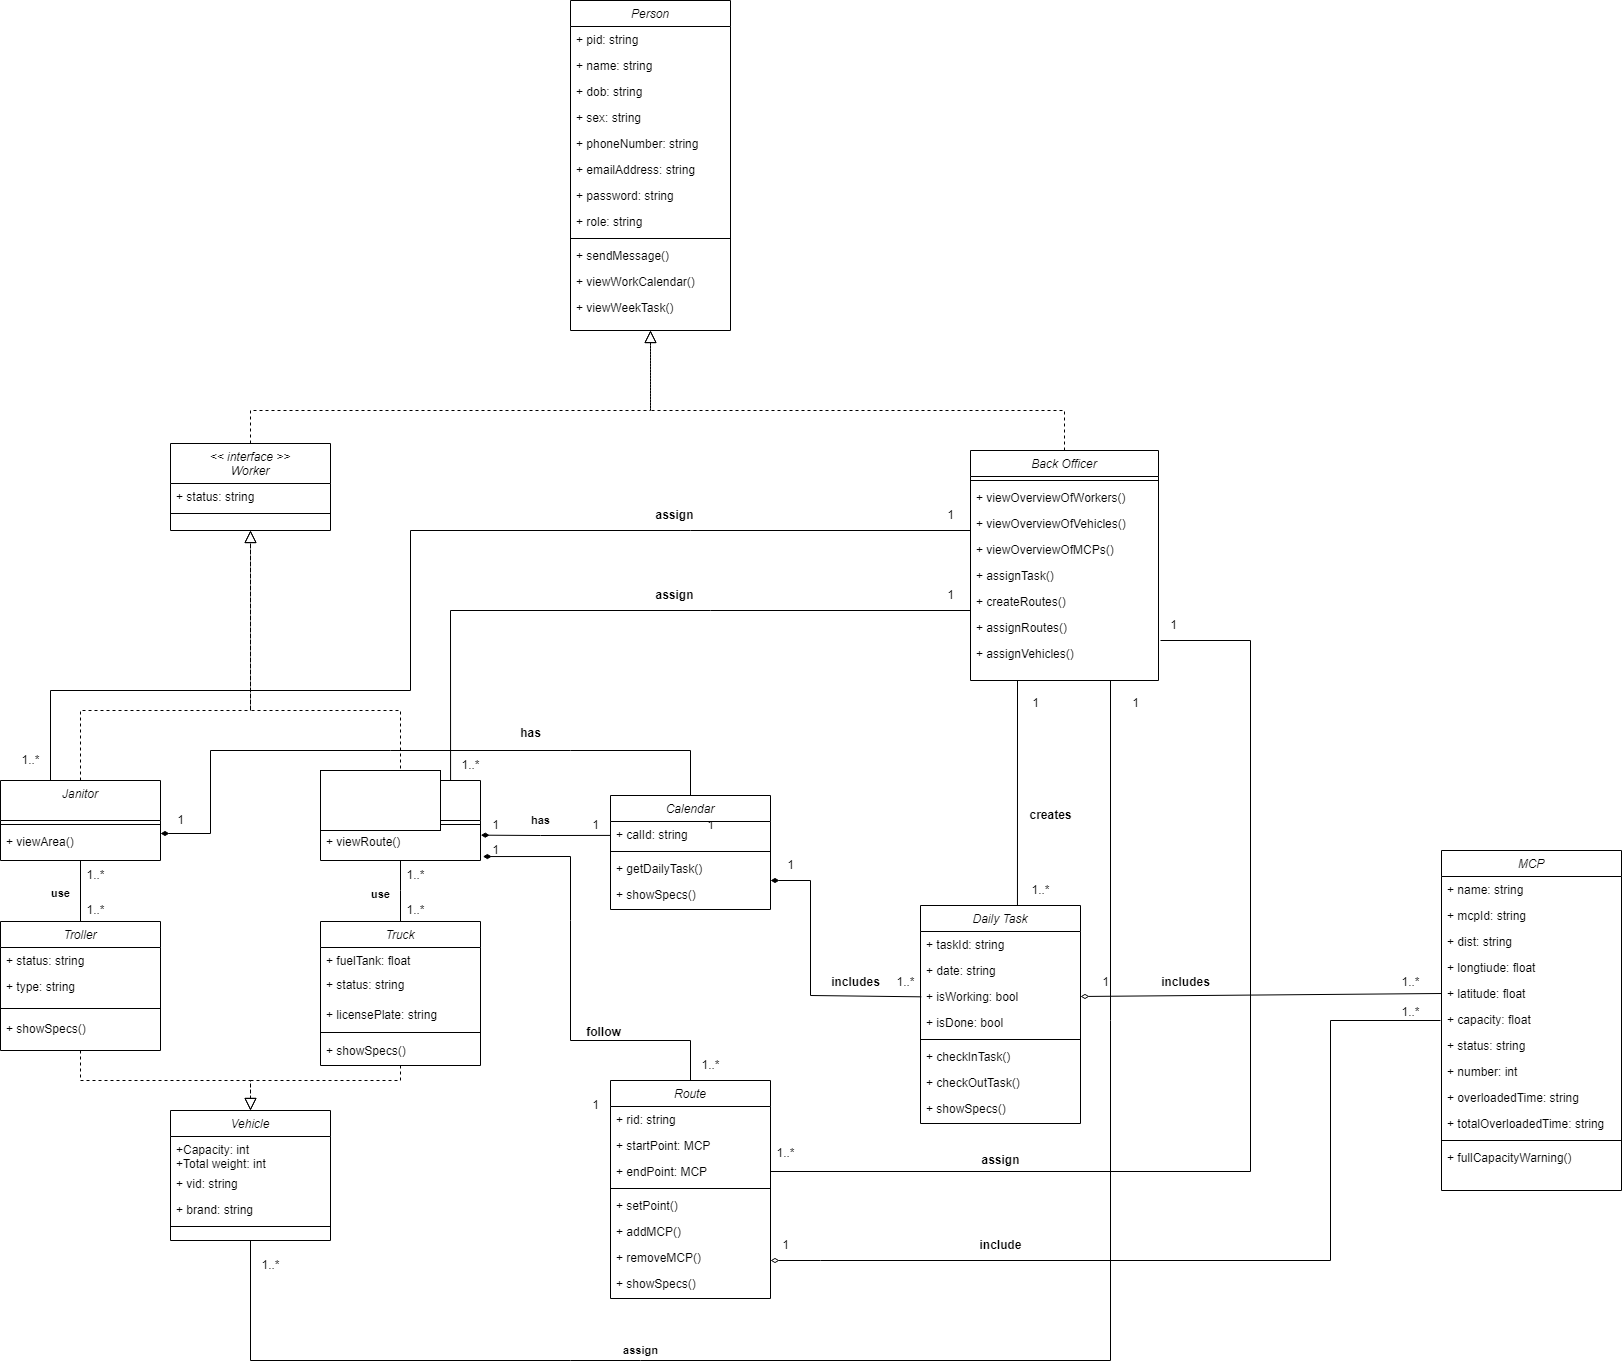 Person
+ pid: string
+ name: string
+ dob: string
+ sex: string
+ phoneNumber: string
+ emailAddress: string
+ password: string
+ role: string
+ sendMessage()
+ viewWorkCalendar()
+ viewWeekTask()
<< interface >>
Worker
+ status: string
Back Officer
+ viewOverviewOfWorkers()
+ viewOverviewOfVehicles()
+ viewOverviewOfMCPs()
+ assignTask()
+ createRoutes()
+ assignRoutes()
+ assignVehicles()
assign
1
assign
1
1
1
1
1..*
has
1..*
Janitor
+ viewArea()
1
+ viewRoute()
1
has
1
1
Calendar
+ callId: string
1
+ getDailyTask()
+ showSpecs()
1
creates
1..*
use
1..*
1..*
use
1..*
Troller
+ status: string
+ type: string
+ showSpecs()
Truck
+ fuelTank: float
+ status: string
+ licensePlate: string
+ showSpecs()
includes
1..*
1..*
Daily Task
+ taskId: string
+ date: string
+ isWorking: bool
+ isDone: bool
+ checkInTask()
+ checkOutTask()
+ showSpecs()
1
includes
1..*
1..*
MCP
+ name: string
+ mcpId: string
+ dist: string
+ longtiude: float
+ latitude: float
+ capacity: float
+ status: string
+ number: int
+ overloadedTime: string
+ totalOverloadedTime: string
+ fullCapacityWarning()
follow
1..*
1
Route
+ rid: string
+ startPoint: MCP
+ endPoint: MCP
+ setPoint()
+ addMCP()
+ removeMCP()
+ showSpecs()
1..*
assign
1
include
Vehicle
+Capacity: int
+Total weight: int
+ vid: string
+ brand: string
1..*
assign